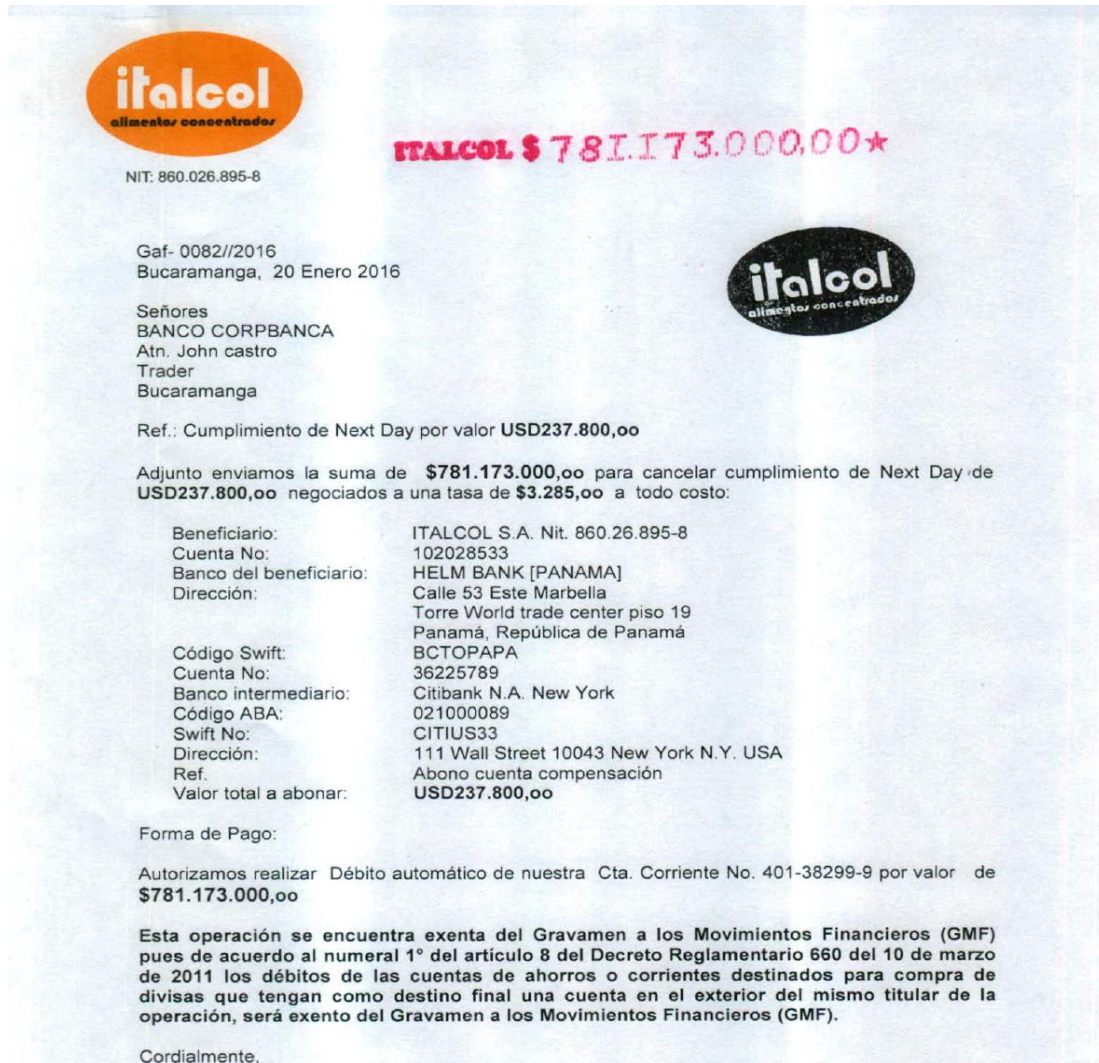 italcol
alimentos concentrados
NIT: 860.026.895-8
ITALCOL $ 781.173.000,00★
Gaf- 0082//2016
Bucaramanga, 20 Enero 2016
italcol
alimentos concentrados
Señores
BANCO CORPBANCA
Atn. John castro
Trader
Bucaramanga
Ref.: Cumplimiento de Next Day por valor USD237.800,oo
Adjunto enviamos la suma de $781.173.000,oo para cancelar cumplimiento de Next Day de
USD237.800,oo negociados a una tasa de $3.285,oo a todo costo:
Beneficiario: ITALCOL S.A. Nit. 860.26.895-8
Cuenta No: 102028533
Banco del beneficiario: HELM BANK [PANAMA]
Dirección: Calle 53 Este Marbella
Torre World trade center piso 19
Panamá, República de Panamá
Código Swift: BCTOPAPA
Cuenta No: 36225789
Banco intermediario: Citibank N.A. New York
Código ABA: 021000089
Swift No: CITIUS33
Dirección: 111 Wall Street 10043 New York N.Y. USA
Ref. Abono cuenta compensación
Valor total a abonar: USD237.800,oo
Forma de Pago:
Autorizamos realizar Débito automático de nuestra Cta. Corriente No. 401-38299-9 por valor de
$781.173.000,oo
Esta operación se encuentra exenta del Gravamen a los Movimientos Financieros (GMF)
pues de acuerdo al numeral 1° del artículo 8 del Decreto Reglamentario 660 del 10 de marzo
de 2011 los débitos de las cuentas de ahorros o corrientes destinados para compra de
divisas que tengan como destino final una cuenta en el exterior del mismo titular de la
operación, será exento del Gravamen a los Movimientos Financieros (GMF).
Cordialmente,